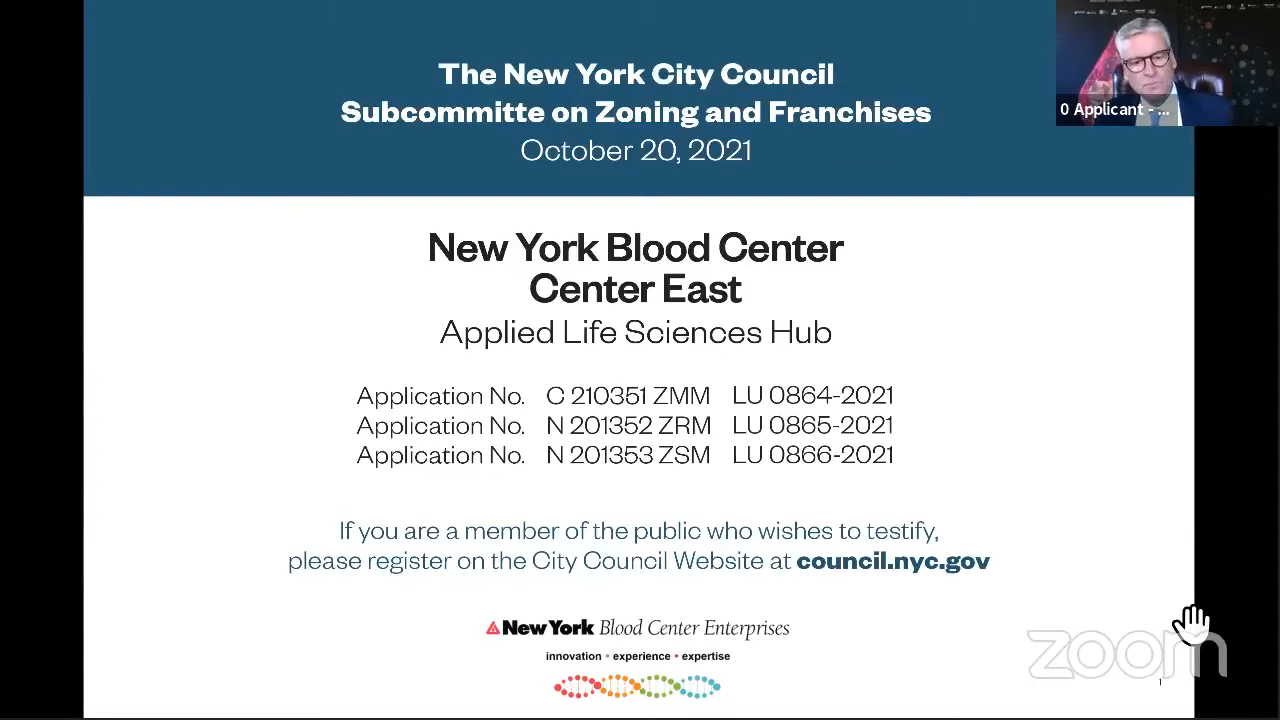 The New York City Council
Subcommitte on Zoning and Franchises
October 20, 2021
0 Applicant - ...
New York Blood Center
Center East
Applied Life Sciences Hub
Application No. C 210351 ZMM LU 0864-2021
Application No. N 201352 ZRM LU 0865-2021
Application No. N 201353 ZSM LU 0866-2021
If you are a member of the public who wishes to testify,
please register on the City Council Website at council.nyc.gov
New York Blood Center Enterprises
innovation • experience • expertise
zoom
1